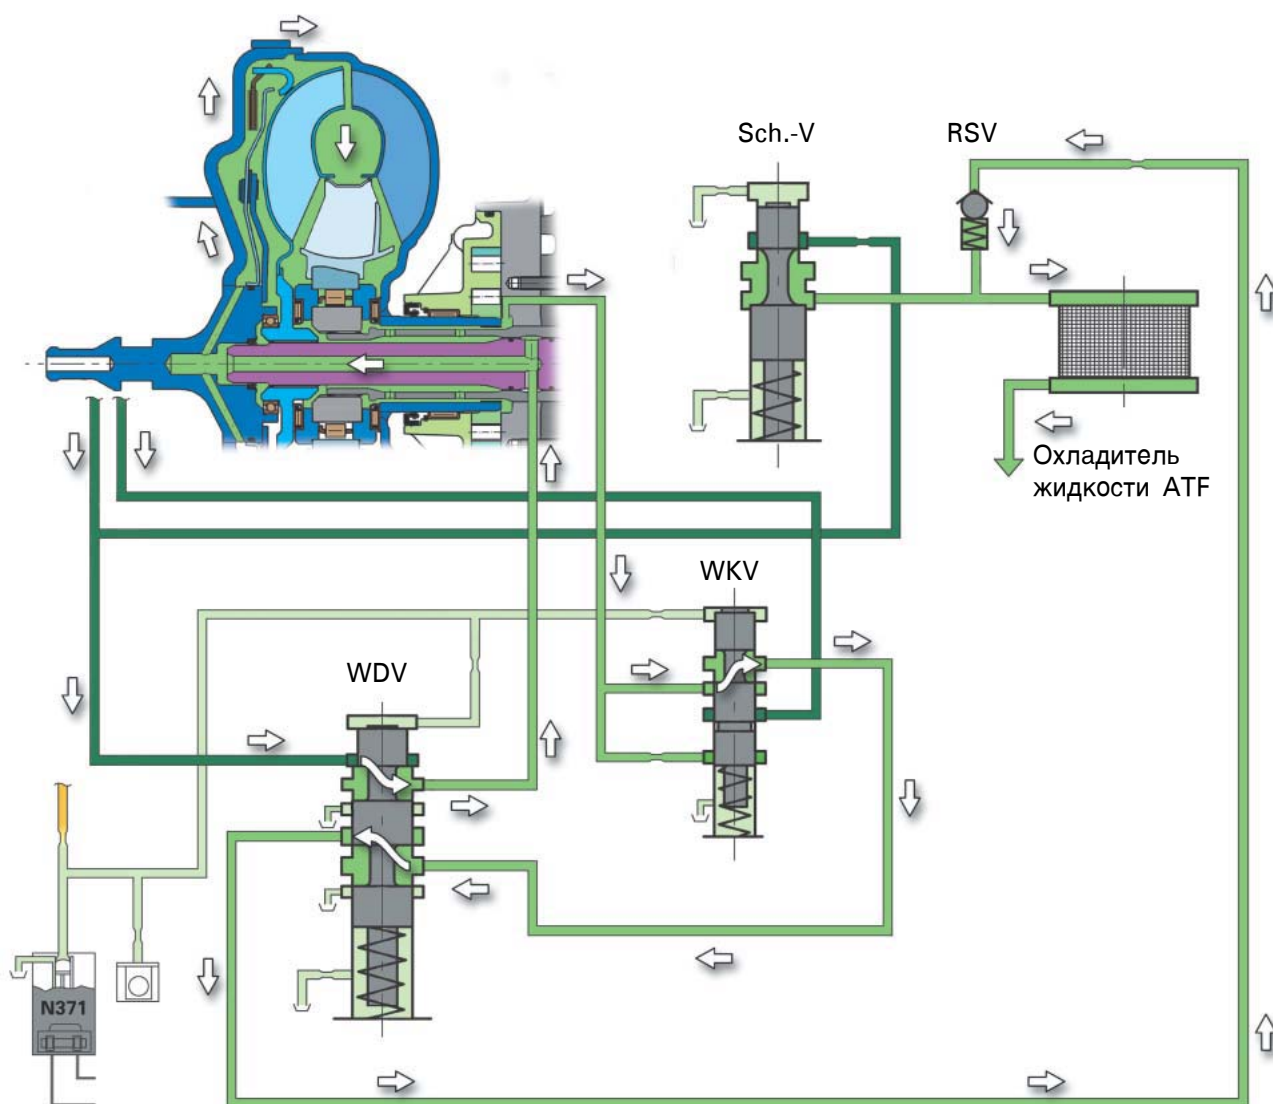 Sch.-V
RSV
Охладитель
жидкости ATF
WKV
WDV
N371